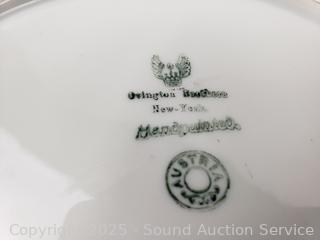 Ovington Brothers
New-York.
Handpainted.
AUSTRIA
Copyright 2025 - Sound Auction Service